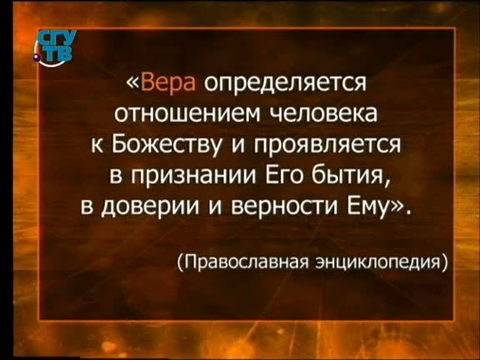 СГУ
ТВ
«Вера определяется
отношением человека
к Божеству и проявляется
в признании Его бытия,
в доверии и верности Ему».
(Православная энциклопедия)